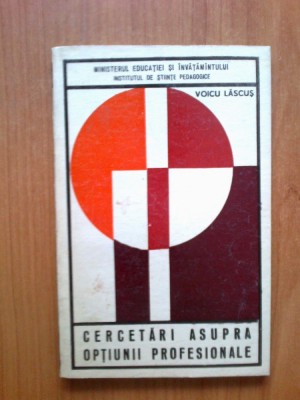 MINISTERUL EDUCAȚIEI ȘI ÎNVĂȚĂMÎNTULUI
INSTITUTUL DE ȘTIINȚE PEDAGOGICE
VOICU LĂSCUȘ
CERCETĂRI ASUPRA
OPȚIUNII PROFESIONALE